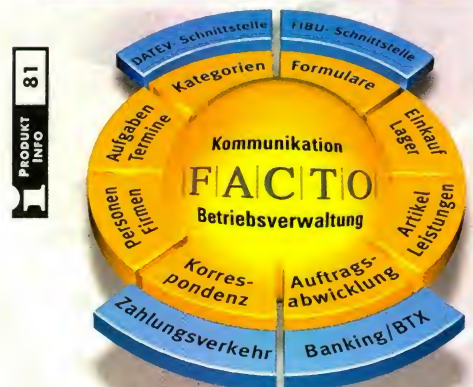 PRODUKT
INFO
81
DATEV- Schnittstelle
FIBU- Schnittstelle
Kategorien
Formulare
Aufgaben
Termine
Einkauf
Lager
Personen
Firmen
Artikel
Leistungen
Korres-
pondenz
Auftrags-
abwicklung
Kommunikation
F|A|C|T|O
Betriebsverwaltung
Zahlungsverkehr
Banking/BTX